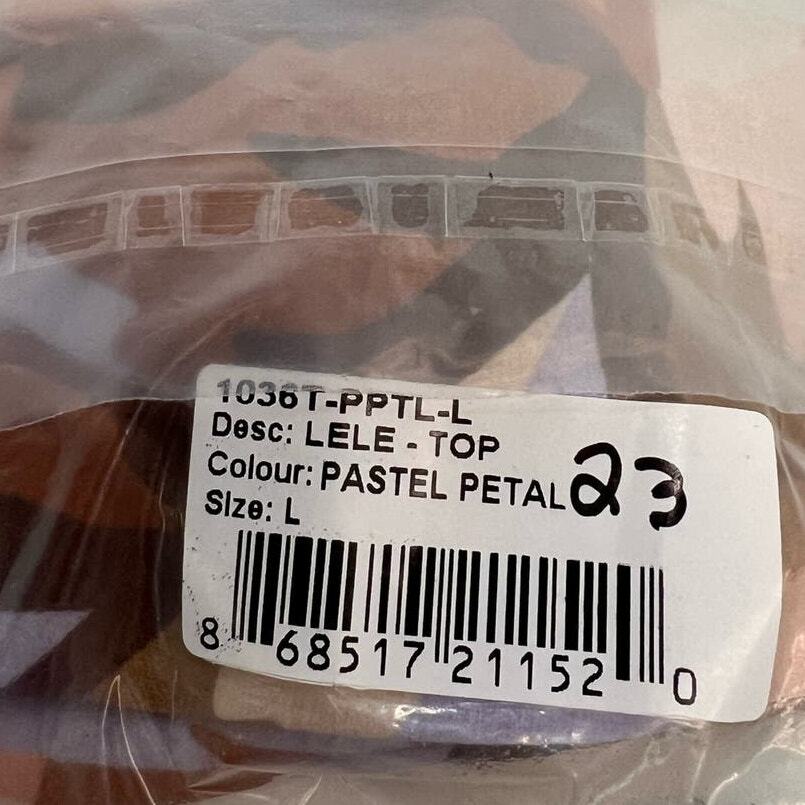 1036T-PPTL-L
Desc: LELE - TOP
Colour: PASTEL PETAL 23
Size: L
8 68517 21152 0